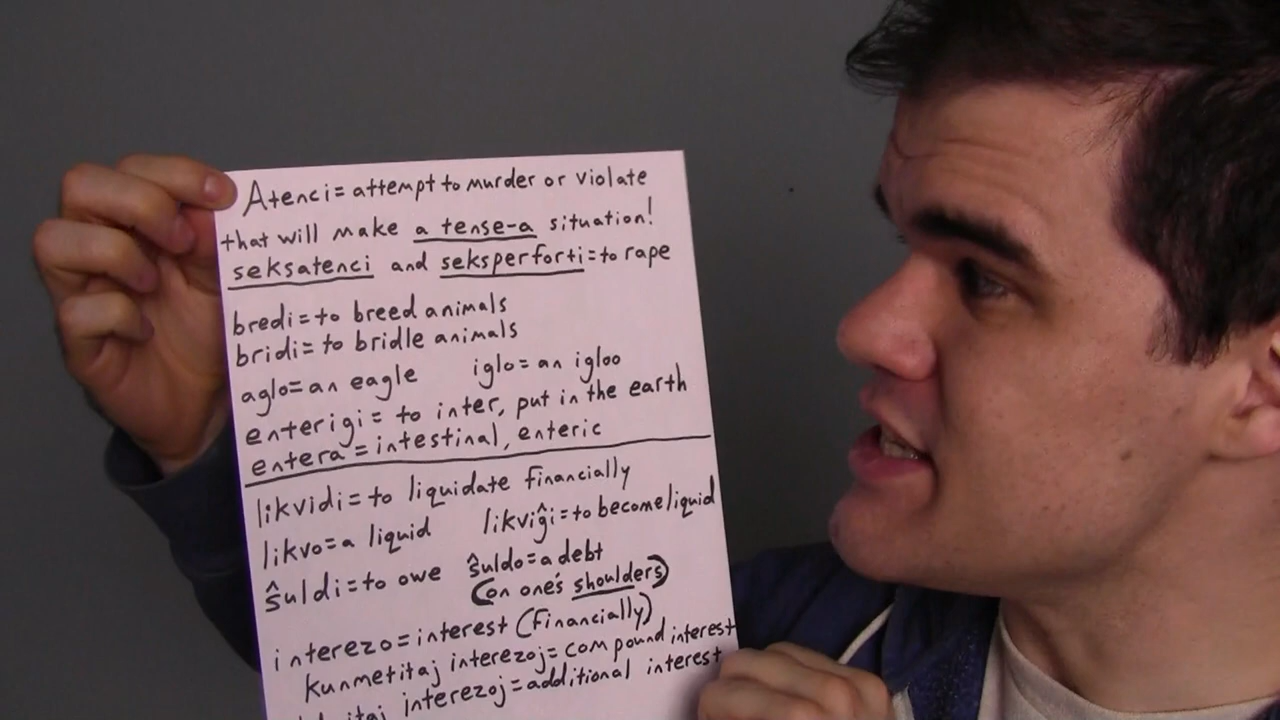 Atenci= attempt to murder or violate
that will make a tense-a situation!
seksatenci and seksperforti= to rape
bredi= to breed animals
bridi= to bridle animals
aglo= an eagle iglo= an igloo
enterigi= to inter, put in the earth
entera= intestinal, enteric
likvidi= to liquidate financially
likvo= a liquid likviĝi= to become liquid
ŝuldi= to owe ŝuldo= a debt
(on one's shoulders)
interezo= interest (financially)
kunmetitaj interezoj= compound interest
interezoj= additional interest